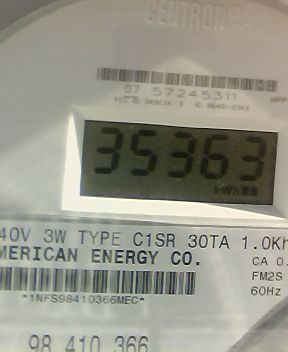 CENTRON
07 57245311
35363
kWh
40V 3W TYPE C1SR 30TA 1.0Kh
MERICAN ENERGY CO.
CA 0.
FM2S
*1NFS98410366MEC*
60Hz
98 410 366